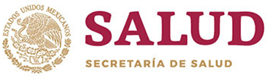 ESTADOS UNIDOS MEXICANOS
SALUD
SECRETARÍA DE SALUD